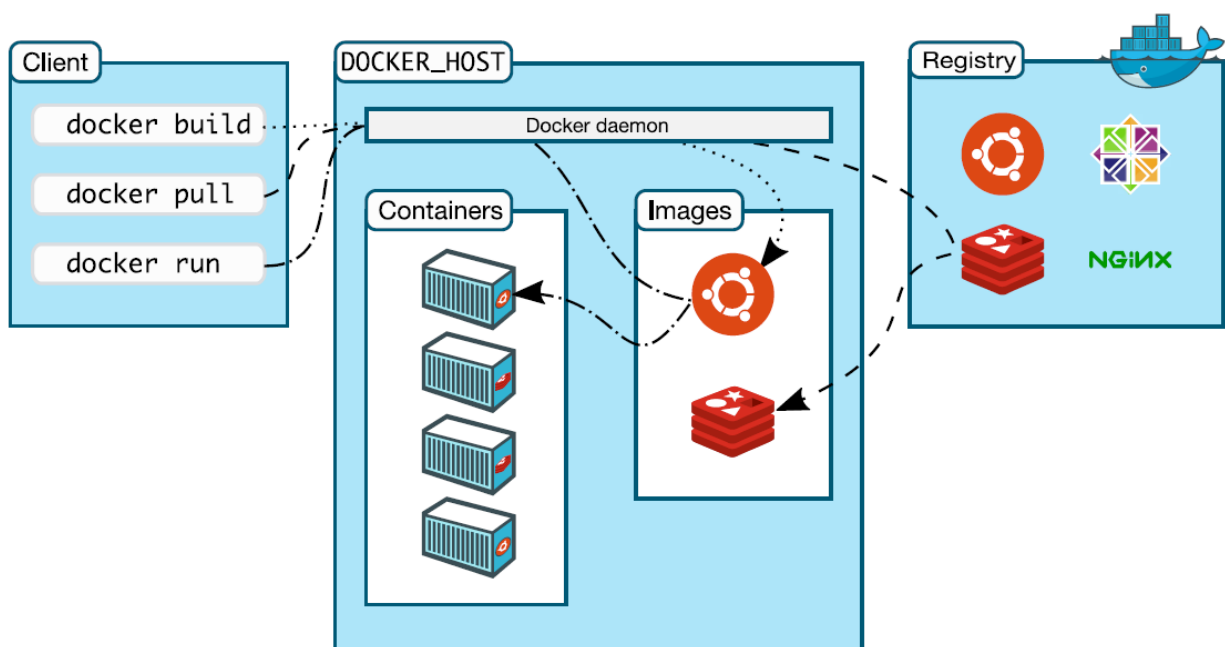 Client
docker build
docker pull
docker run
DOCKER_HOST
Docker daemon
Containers
Images
Registry
NGiNX